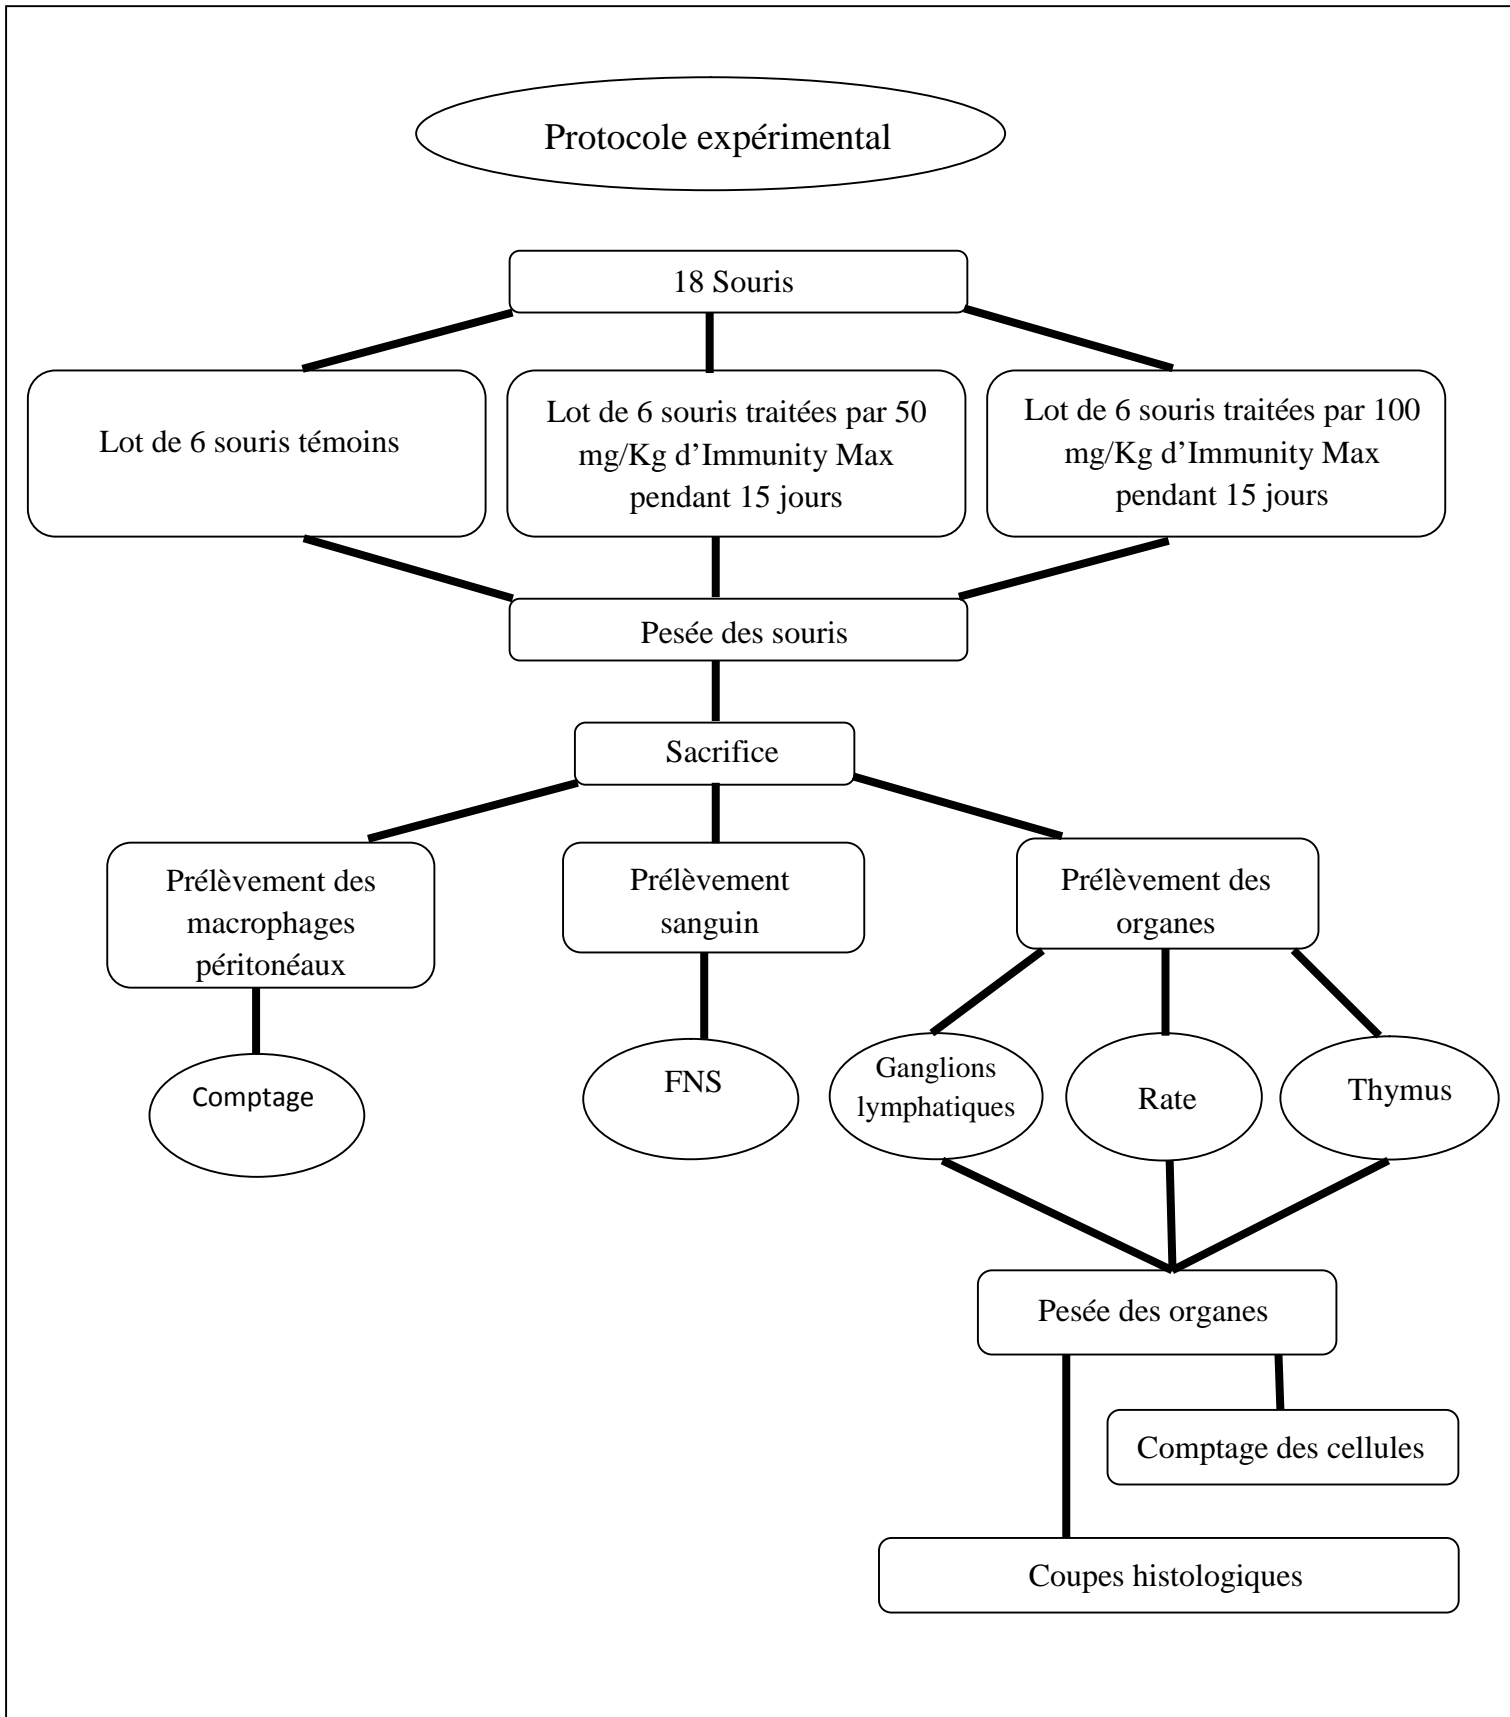 Protocole expérimental
18 Souris
Lot de 6 souris témoins
Lot de 6 souris traitées par 50
mg/Kg d’Immunity Max
pendant 15 jours
Lot de 6 souris traitées par 100
mg/Kg d’Immunity Max
pendant 15 jours
Pesée des souris
Sacrifice
Prélèvement des
macrophages
péritonéaux
Prélèvement
sanguin
Prélèvement des
organes
Comptage
FNS
Ganglions
lymphatiques
Rate
Thymus
Pesée des organes
Comptage des cellules
Coupes histologiques